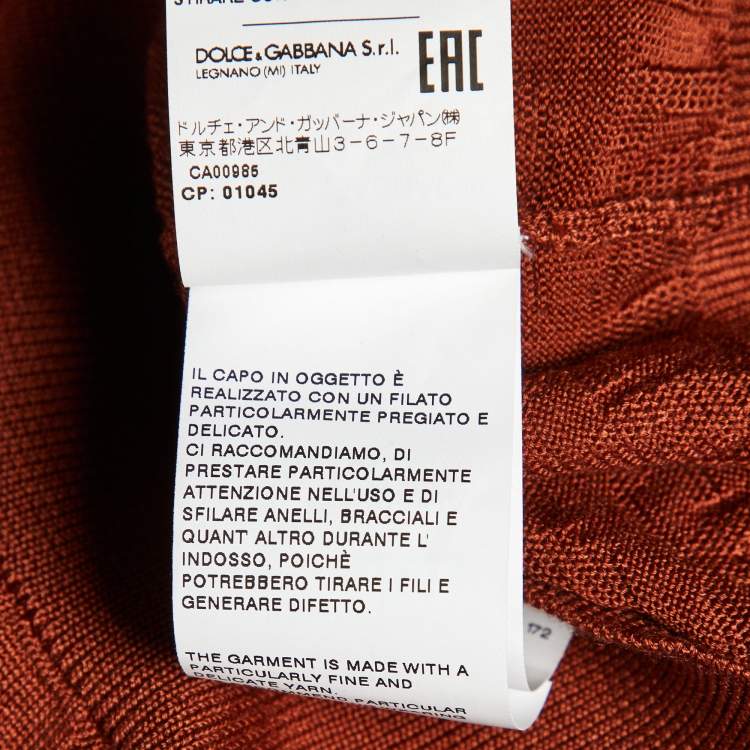 DOLCE & GABBANA S.r.l.
LEGNANO (MI) ITALY
EAC
ドルチェ・アンド・ガッバーナ・ジャパン㈱
東京都港区北青山3-6-7-8F
CA00985
CP: 01045
IL CAPO IN OGGETTO È
REALIZZATO CON UN FILATO
PARTICOLARMENTE PREGIATO E
DELICATO.
CI RACCOMANDIAMO, DI
PRESTARE PARTICOLARMENTE
ATTENZIONE NELL'USO E DI
SFILARE ANELLI, BRACCIALI E
QUANT'ALTRO DURANTE L'
INDOSSO, POICHÈ
POTREBBERO TIRARE I FILI E
GENERARE DIFETTO.
172
THE GARMENT IS MADE WITH A
PARTICULARLY FINE AND
DELICATE YARN.
PARTICULAR